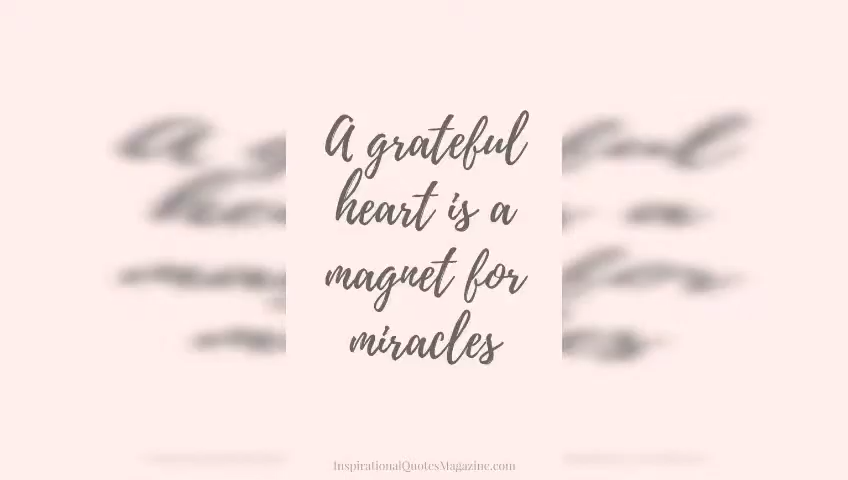 A grateful
heart is a
magnet for
miracles
InspirationalQuotesMagazine.com